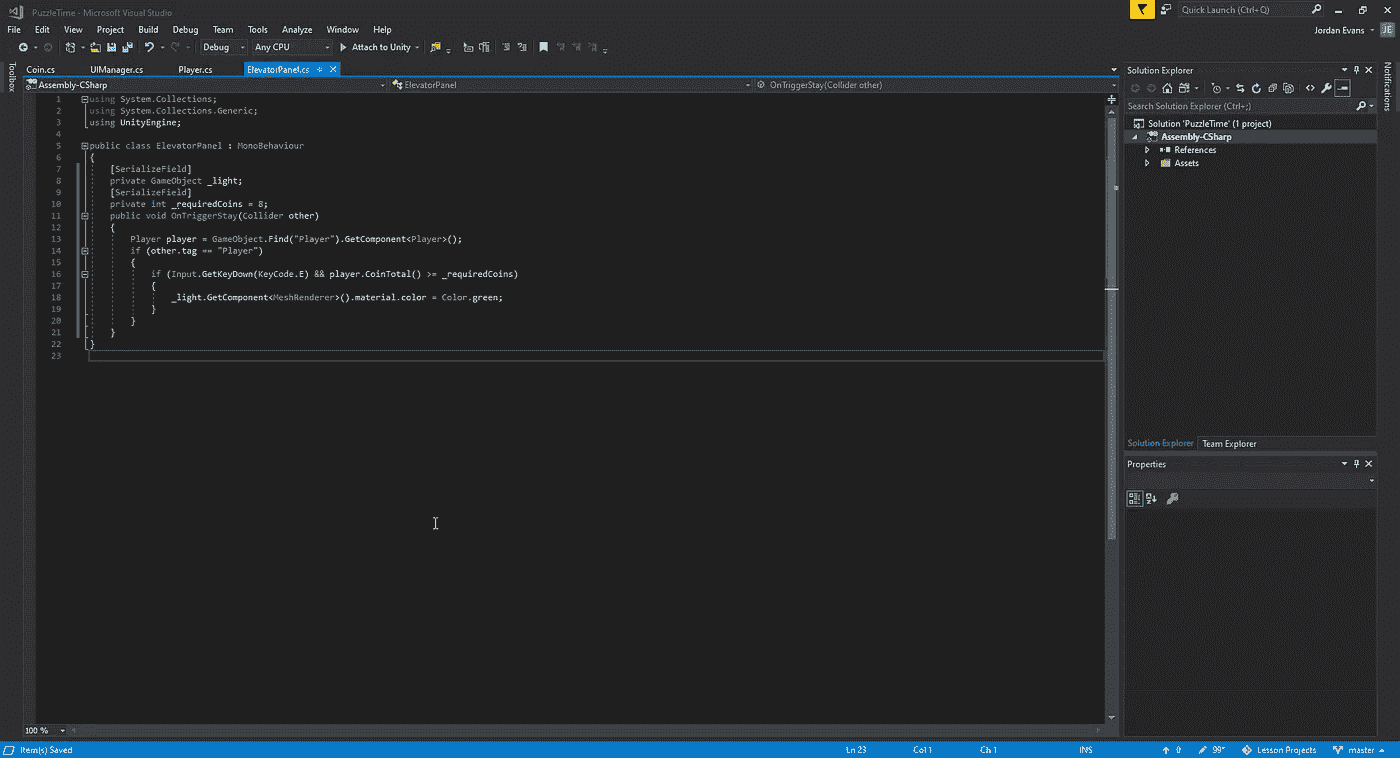 PuzzleTime - Microsoft Visual Studio
Quick Launch (Ctrl+Q)
File Edit View Project Build Debug Team Tools Analyze Window Help
Jordan Evans JE
Debug Any CPU Attach to Unity
Toolbox
Coin.cs UIManager.cs Player.cs ElevatorPanel.cs
Assembly-CSharp ElevatorPanel OnTriggerStay(Collider other)
1 using System.Collections;
2 using System.Collections.Generic;
3 using UnityEngine;
4
5 public class ElevatorPanel : MonoBehaviour
6 {
7 [SerializeField]
8 private GameObject _light;
9 [SerializeField]
10 private int _requiredCoins = 8;
11 public void OnTriggerStay(Collider other)
12 {
13 Player player = GameObject.Find("Player").GetComponent<Player>();
14 if (other.tag == "Player")
15 {
16 if (Input.GetKeyDown(KeyCode.E) && player.CoinTotal() >= _requiredCoins)
17 {
18 _light.GetComponent<MeshRenderer>().material.color = Color.green;
19 }
20 }
21 }
22 }
23
100 %
Solution Explorer
Search Solution Explorer (Ctrl+;)
Solution 'PuzzleTime' (1 project)
Assembly-CSharp
References
Assets
Solution Explorer Team Explorer
Properties
Notifications
Item(s) Saved Ln 23 Col 1 Ch 1 INS 0 99+ Lesson Projects master